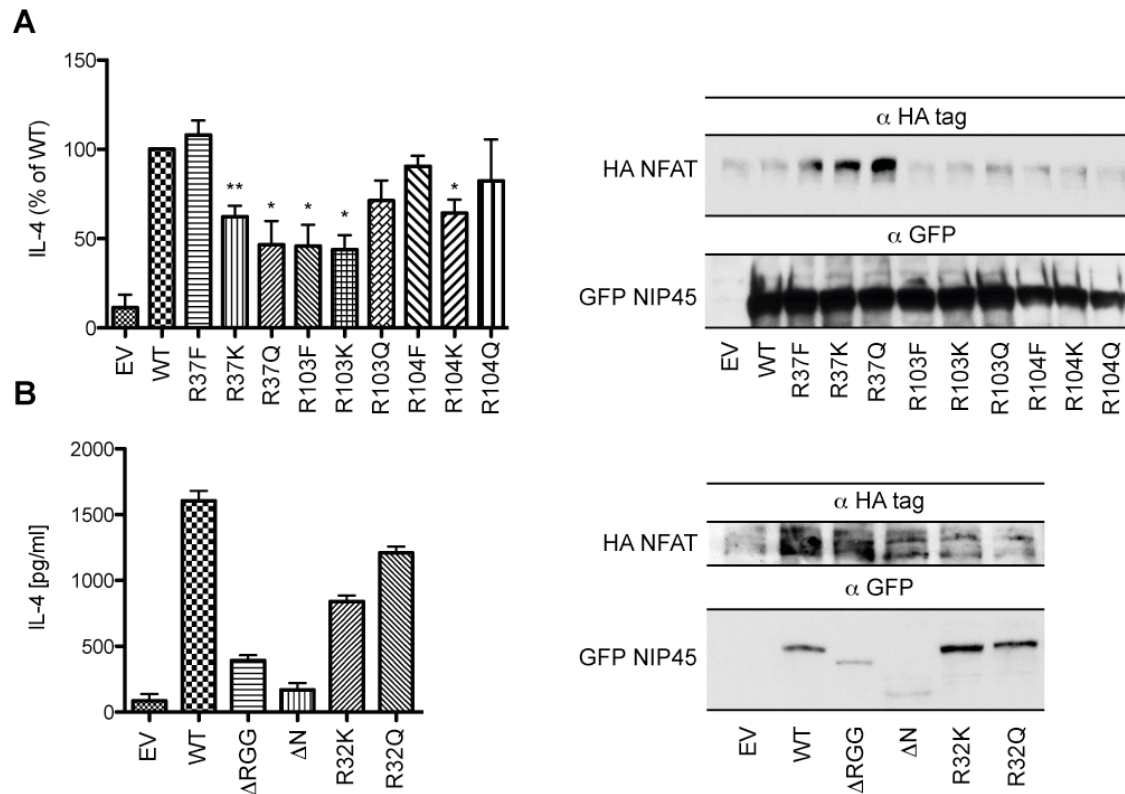 A
IL-4 (% of WT)
150
100
50
0
** * * * *
EV WT R37F R37K R37Q R103F R103K R103Q R104F R104K R104Q
α HA tag
HA NFAT
α GFP
GFP NIP45
EV WT R37F R37K R37Q R103F R103K R103Q R104F R104K R104Q
B
IL-4 [pg/ml]
2000
1500
1000
500
0
EV WT ΔRGG ΔN R32K R32Q
α HA tag
HA NFAT
α GFP
GFP NIP45
EV WT ΔRGG ΔN R32K R32Q